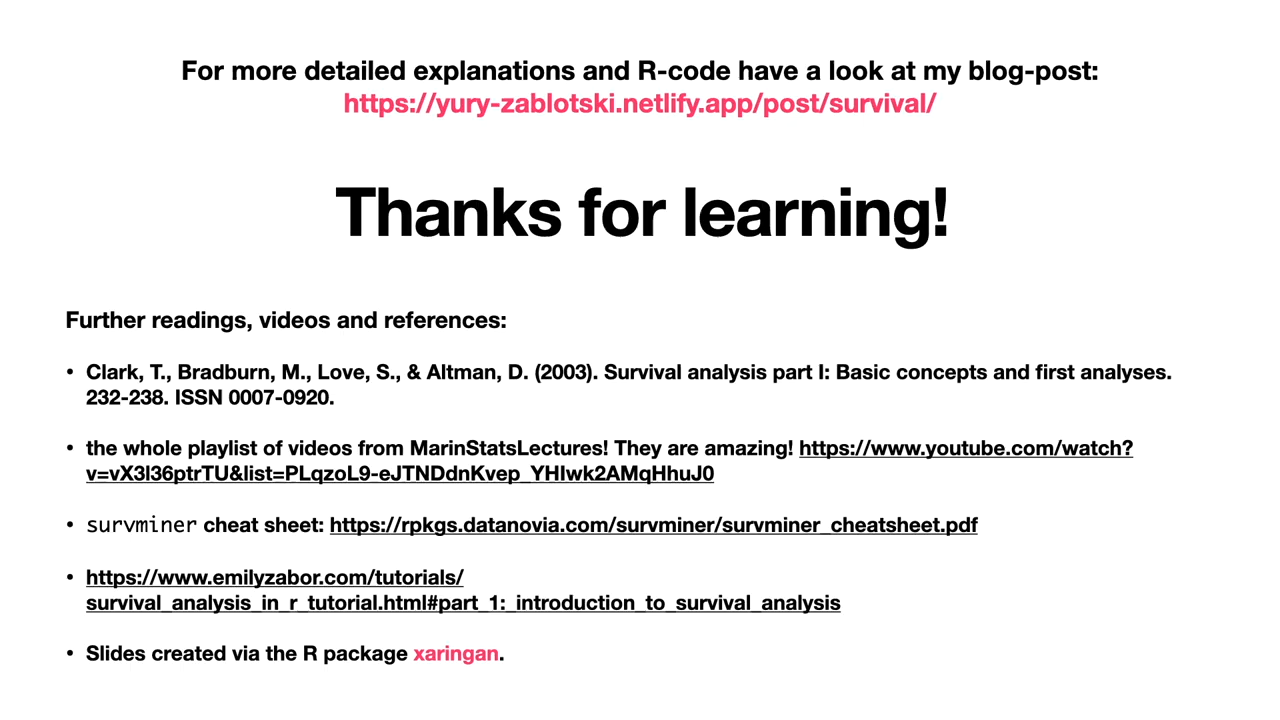 For more detailed explanations and R-code have a look at my blog-post:
https://yury-zablotski.netlify.app/post/survival/
Thanks for learning!
Further readings, videos and references:
• Clark, T., Bradburn, M., Love, S., & Altman, D. (2003). Survival analysis part I: Basic concepts and first analyses.
232-238. ISSN 0007-0920.
• the whole playlist of videos from MarinStatsLectures! They are amazing! https://www.youtube.com/watch?
v=vX3l36ptrTU&list=PLqzoL9-eJTNDdnKvep_YHIwk2AMqHhuJ0
• survminer cheat sheet: https://rpkgs.datanovia.com/survminer/survminer_cheatsheet.pdf
• https://www.emilyzabor.com/tutorials/
survival_analysis_in_r_tutorial.html#part_1:_introduction_to_survival_analysis
• Slides created via the R package xaringan.